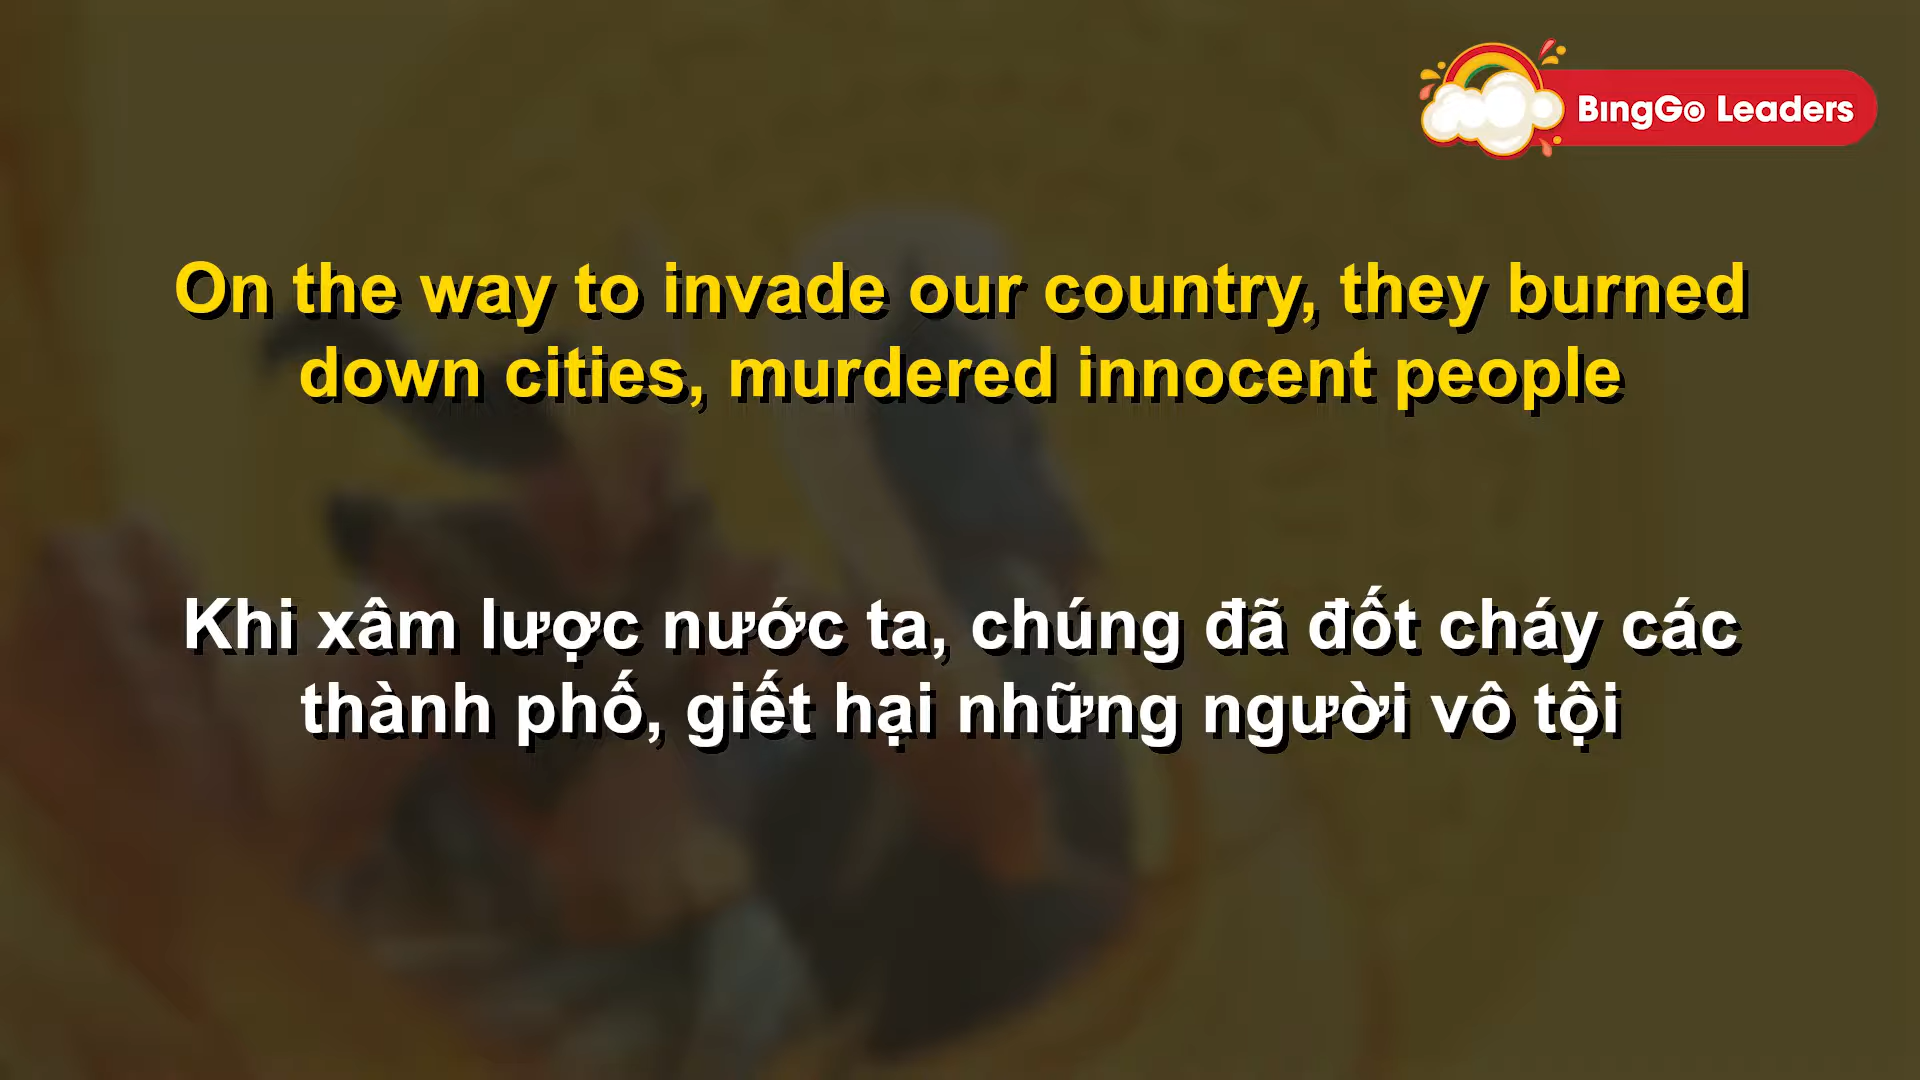 BingGo Leaders
On the way to invade our country, they burned
down cities, murdered innocent people
Khi xâm lược nước ta, chúng đã đốt cháy các
thành phố, giết hại những người vô tội